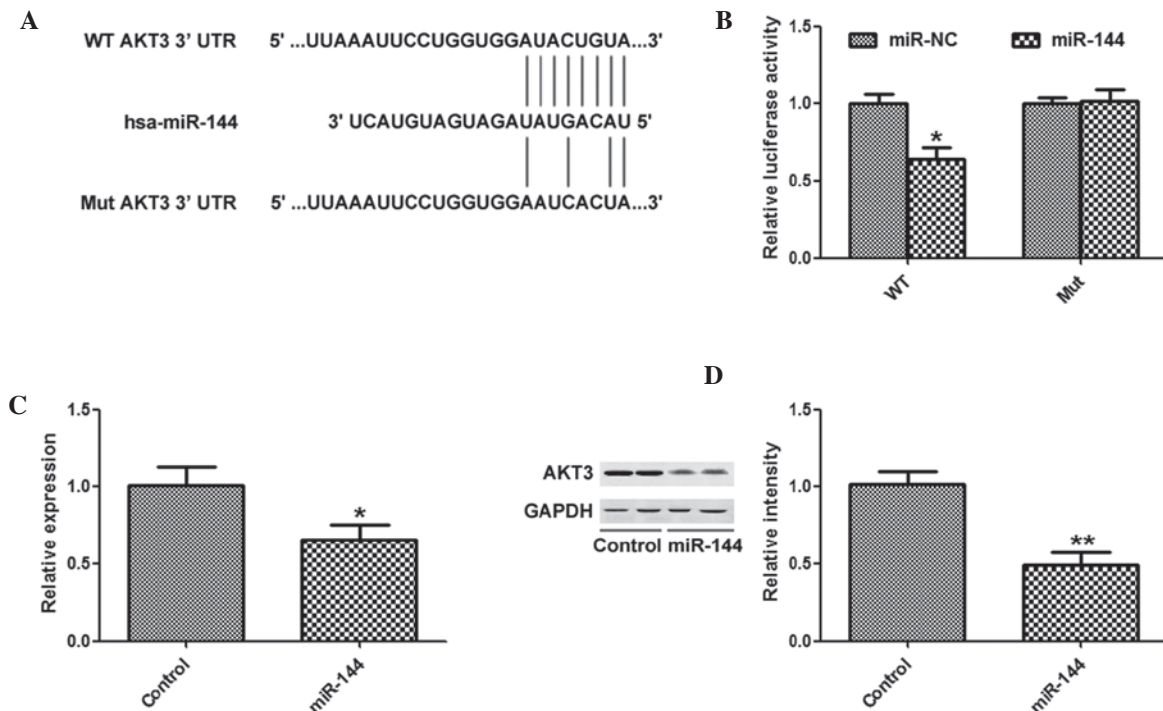 A
WT AKT3 3' UTR 5' ...UUAAAUUCCUGGUGGAUACUGUA...3'
hsa-miR-144 3' UCAUGUAGUAGAUAUGACAU 5'
Mut AKT3 3' UTR 5' ...UUAAAUUCCUGGUGGAAUCACUA...3'
B
Relative luciferase activity
1.5
1.0
0.5
0.0
miR-NC miR-144
*
WT
Mut
C
Relative expression
1.5
1.0
0.5
0.0
*
Control
miR-144
AKT3
GAPDH
Control miR-144
D
Relative intensity
1.5
1.0
0.5
0.0
**
Control
miR-144